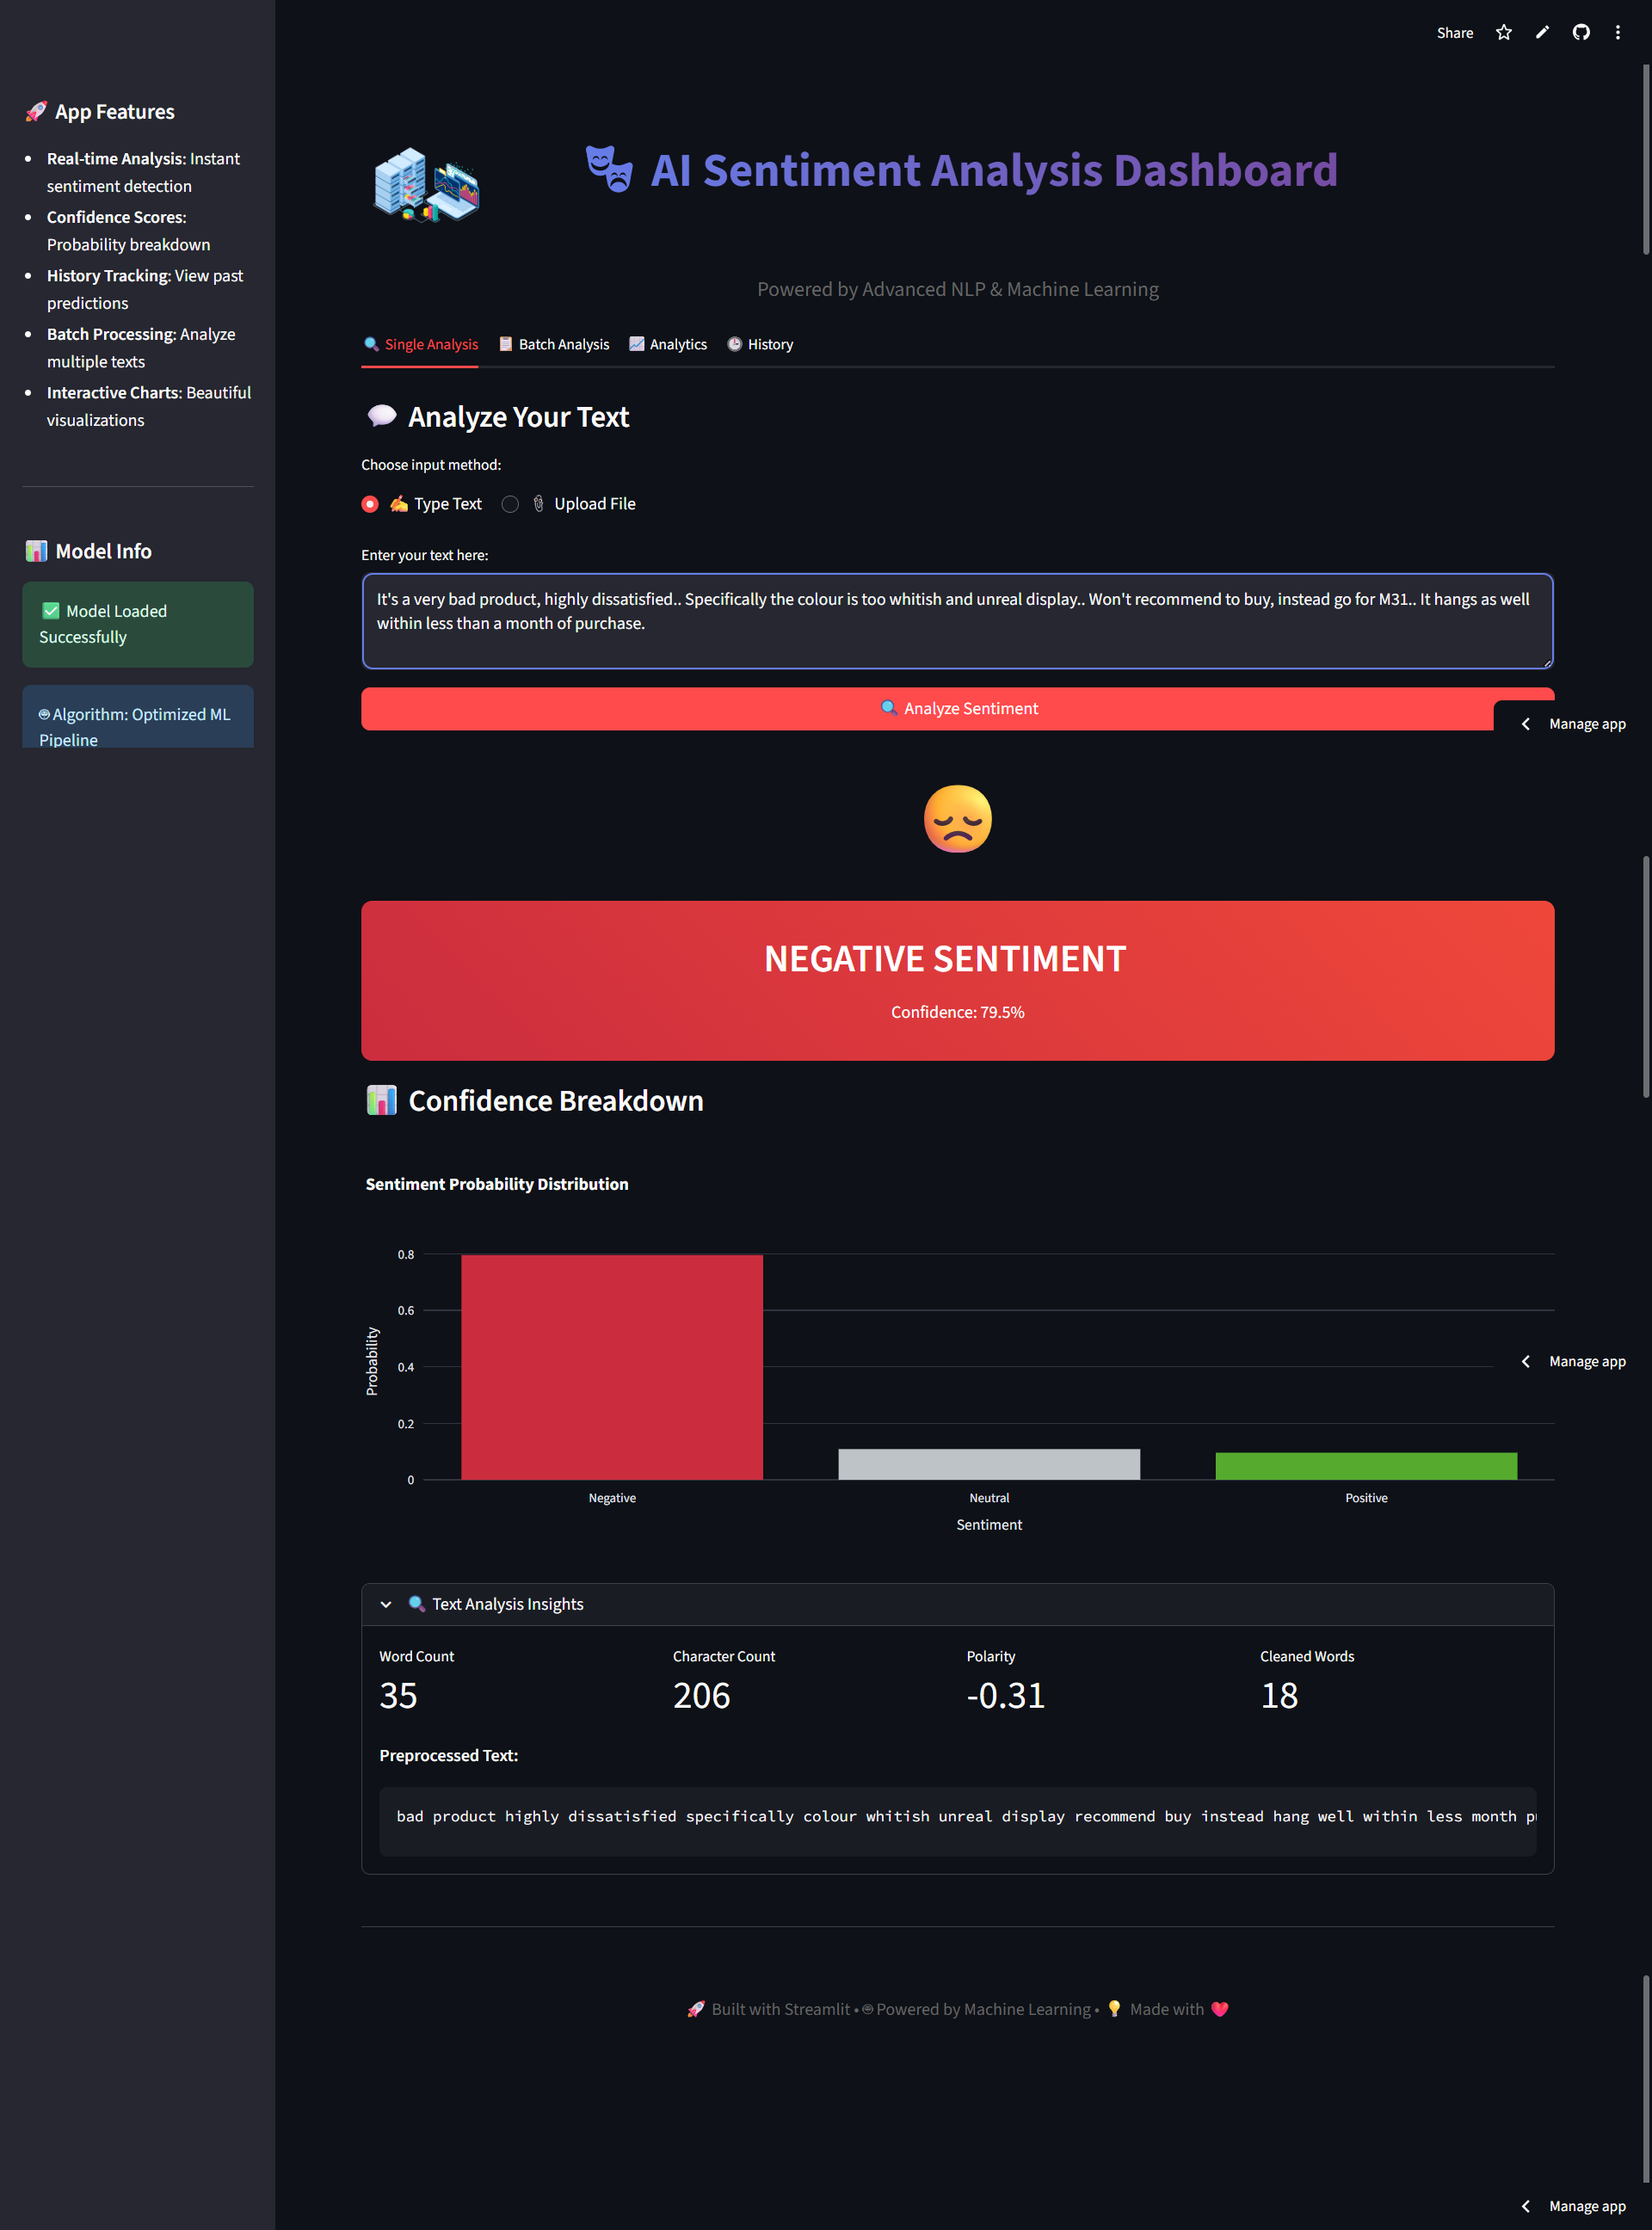 Share
🚀 App Features
Real-time Analysis: Instant
sentiment detection
Confidence Scores:
Probability breakdown
History Tracking: View past
predictions
Batch Processing: Analyze
multiple texts
Interactive Charts: Beautiful
visualizations
📊 Model Info
✅ Model Loaded
Successfully
Algorithm: Optimized ML
Pipeline
🎭 AI Sentiment Analysis Dashboard
Powered by Advanced NLP & Machine Learning
🔍 Single Analysis 📋 Batch Analysis 📈 Analytics 🕒 History
💬 Analyze Your Text
Choose input method:
✍️ Type Text 📎 Upload File
Enter your text here:
It's a very bad product, highly dissatisfied.. Specifically the colour is too whitish and unreal display.. Won't recommend to buy, instead go for M31.. It hangs as well
within less than a month of purchase.
🔍 Analyze Sentiment
Manage app
NEGATIVE SENTIMENT
Confidence: 79.5%
📊 Confidence Breakdown
Sentiment Probability Distribution
0.8
0.6
0.4
0.2
0
Probability
Manage app
Negative Neutral Positive
Sentiment
🔍 Text Analysis Insights
Word Count Character Count Polarity Cleaned Words
35 206 -0.31 18
Preprocessed Text:
bad product highly dissatisfied specifically colour whitish unreal display recommend buy instead hang well within less month
🚀 Built with Streamlit • Powered by Machine Learning • 💡 Made with ❤️
Manage app